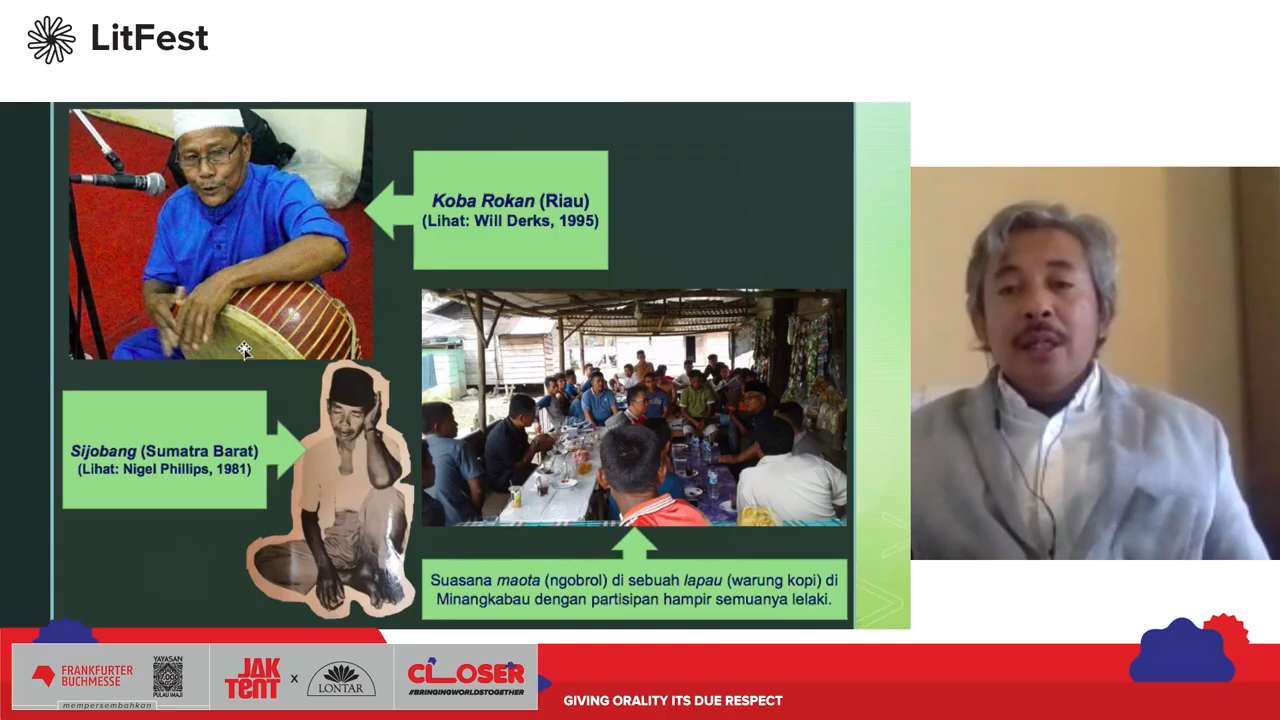 LitFest
Koba Rokan (Riau)
(Lihat: Will Derks, 1995)
Sijobang (Sumatra Barat)
(Lihat: Nigel Phillips, 1981)
Suasana maota (ngobrol) di sebuah lapau (warung kopi) di
Minangkabau dengan partisipan hampir semuanya lelaki.
FRANKFURTER
BUCHMESSE
YAYASAN
17.000
PULAU IMAJI
mempersembahkan
JAK
TENT
x
LONTAR
CLOSER
#BRINGINGWORLDSTOGETHER
GIVING ORALITY ITS DUE RESPECT